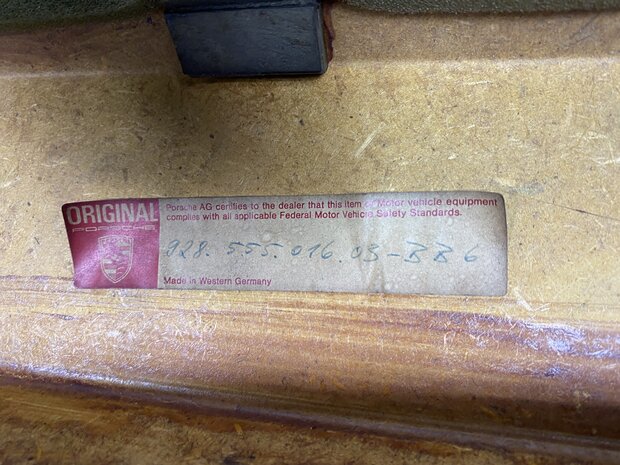 ORIGINAL
PORSCHE
Porsche AG certifies to the dealer that this item of Motor vehicle equipment
complies with all applicable Federal Motor Vehicle Safety Standards.
928.555.016.03-BB6
Made in Western Germany